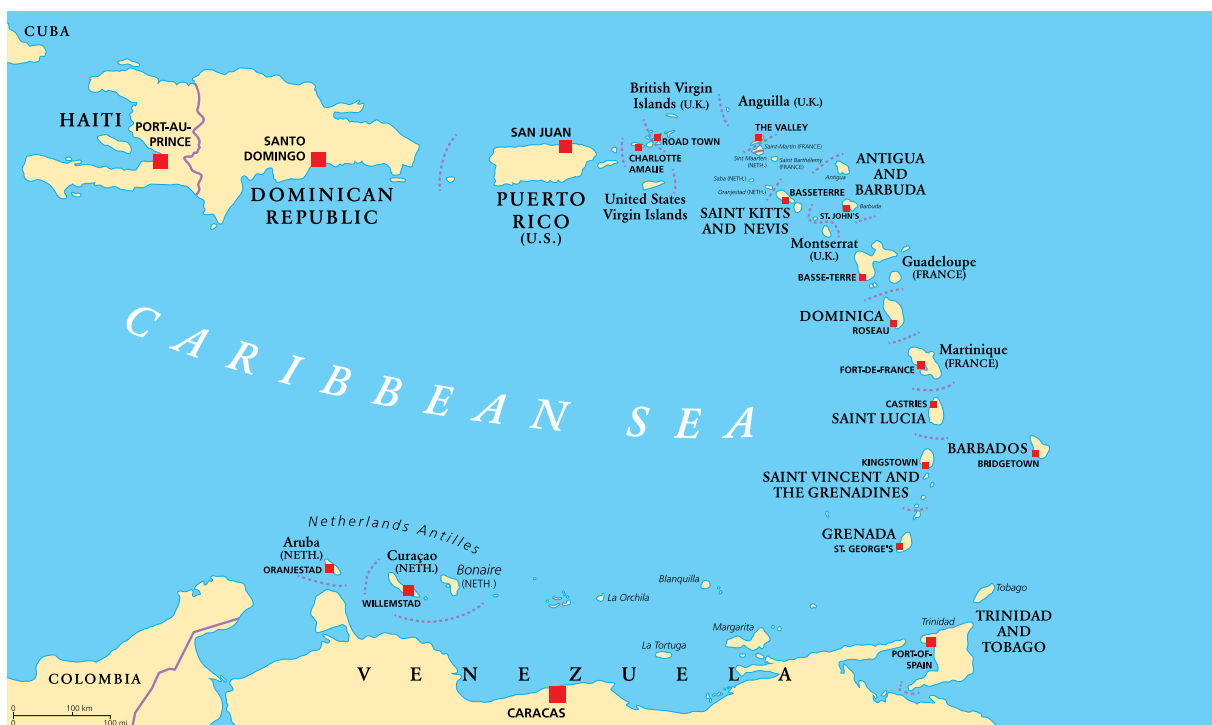 CUBA
HAITI
PORT-AU-
PRINCE
SANTO
DOMINGO
DOMINICAN
REPUBLIC
SAN JUAN
PUERTO
RICO
(U.S.)
British Virgin
Islands (U.K.)
ROAD TOWN
CHARLOTTE
AMALIE
United States
Virgin Islands
Anguilla (U.K.)
THE VALLEY
Saint-Martin (FRANCE)
Sint Maarten
(NETH.)
Saint Barthélemy
(FRANCE)
Saba (NETH.)
Oranjestad (NETH.)
BASSETERRE
SAINT KITTS
AND NEVIS
ANTIGUA
AND
BARBUDA
Antigua
Barbuda
ST. JOHN'S
Montserrat
(U.K.)
Guadeloupe
(FRANCE)
BASSE-TERRE
DOMINICA
ROSEAU
Martinique
(FRANCE)
FORT-DE-FRANCE
CASTRIES
SAINT LUCIA
BARBADOS
BRIDGETOWN
KINGSTOWN
SAINT VINCENT AND
THE GRENADINES
GRENADA
ST. GEORGE'S
CARIBBEAN SEA
Netherlands Antilles
Aruba
(NETH.)
ORANJESTAD
Curaçao
(NETH.)
WILLEMSTAD
Bonaire
(NETH.)
La Orchila
Blanquilla
Margarita
La Tortuga
Tobago
Trinidad
TRINIDAD
AND
TOBAGO
PORT-OF-
SPAIN
VENEZUELA
CARACAS
COLOMBIA
0 100 km
0 100 mi